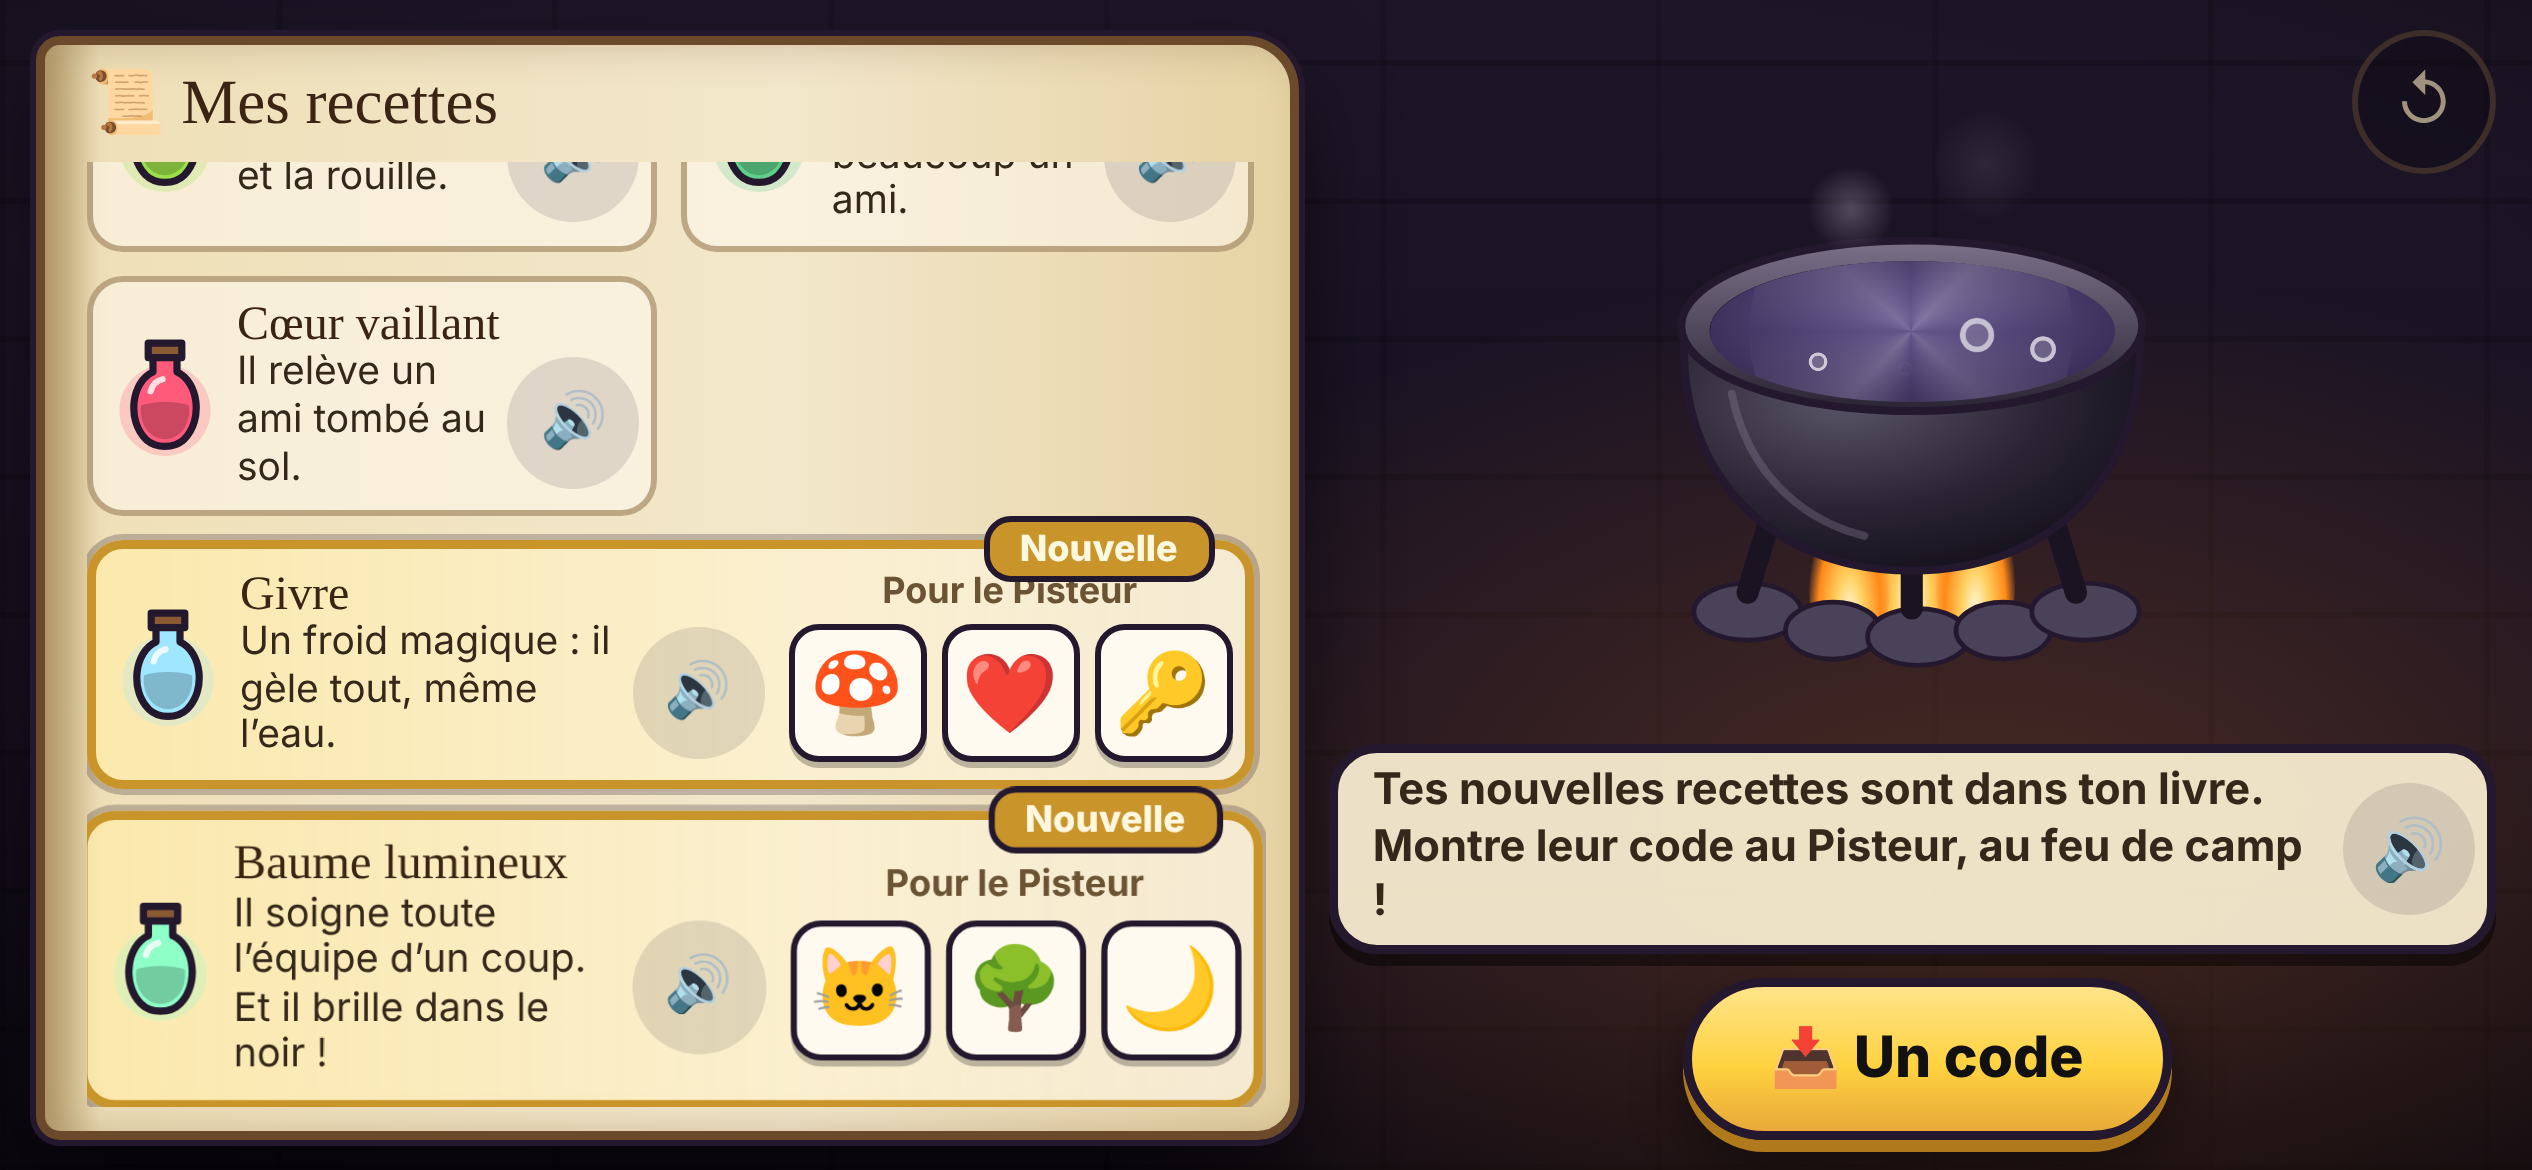 Mes recettes
et la rouille.
beaucoup un
ami.
Cœur vaillant
Il relève un
ami tombé au
sol.
Nouvelle
Givre
Un froid magique : il
gèle tout, même
l’eau.
Pour le Pisteur
Nouvelle
Baume lumineux
Il soigne toute
l’équipe d’un coup.
Et il brille dans le
noir !
Pour le Pisteur
Tes nouvelles recettes sont dans ton livre.
Montre leur code au Pisteur, au feu de camp
!
Un code